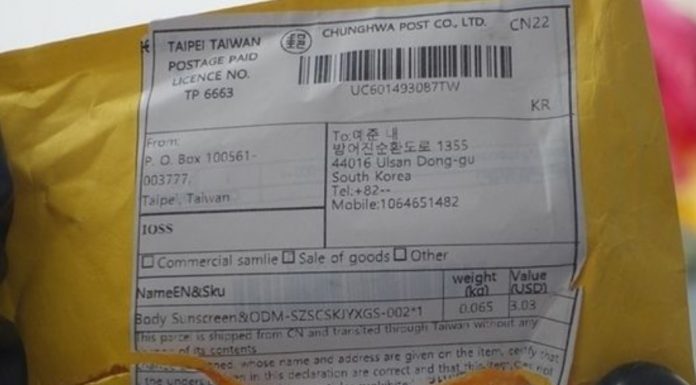 TAIPEI TAIWAN
POSTAGE PAID
LICENCE NO.
TP 6663
CHUNGHWA POST CO., LTD.
CN22
UC601493087TW
KR
From:
P. O. Box 100561-
003777,
Taipei, Taiwan
IOSS
To:여준 내
방어진순환도로 1355
44016 Ulsan Dong-gu
South Korea
Tel:+82--
Mobile:1064651482
Commercial samlie Sale of goods Other
NameEN&Sku
weight
(kg)
Value
(USD)
Body Sunscreen&ODM-SZSCSKJYXGS-002*1 0.065 3.03
This parcel is shipped from CN and transited through Taiwan without any
of its contents
whose name and address are given on the item, certify that
the in this declaration are correct and that this item does not